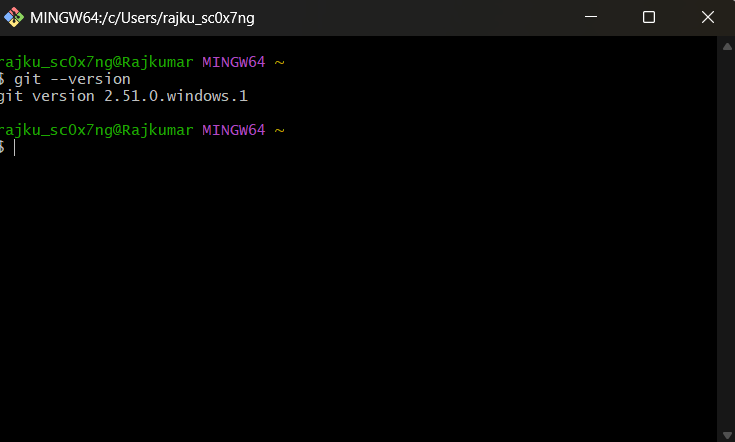 MINGW64:/c/Users/rajku_sc0x7ng
rajku_sc0x7ng@Rajkumar MINGW64 ~
$ git --version
git version 2.51.0.windows.1
rajku_sc0x7ng@Rajkumar MINGW64 ~
$